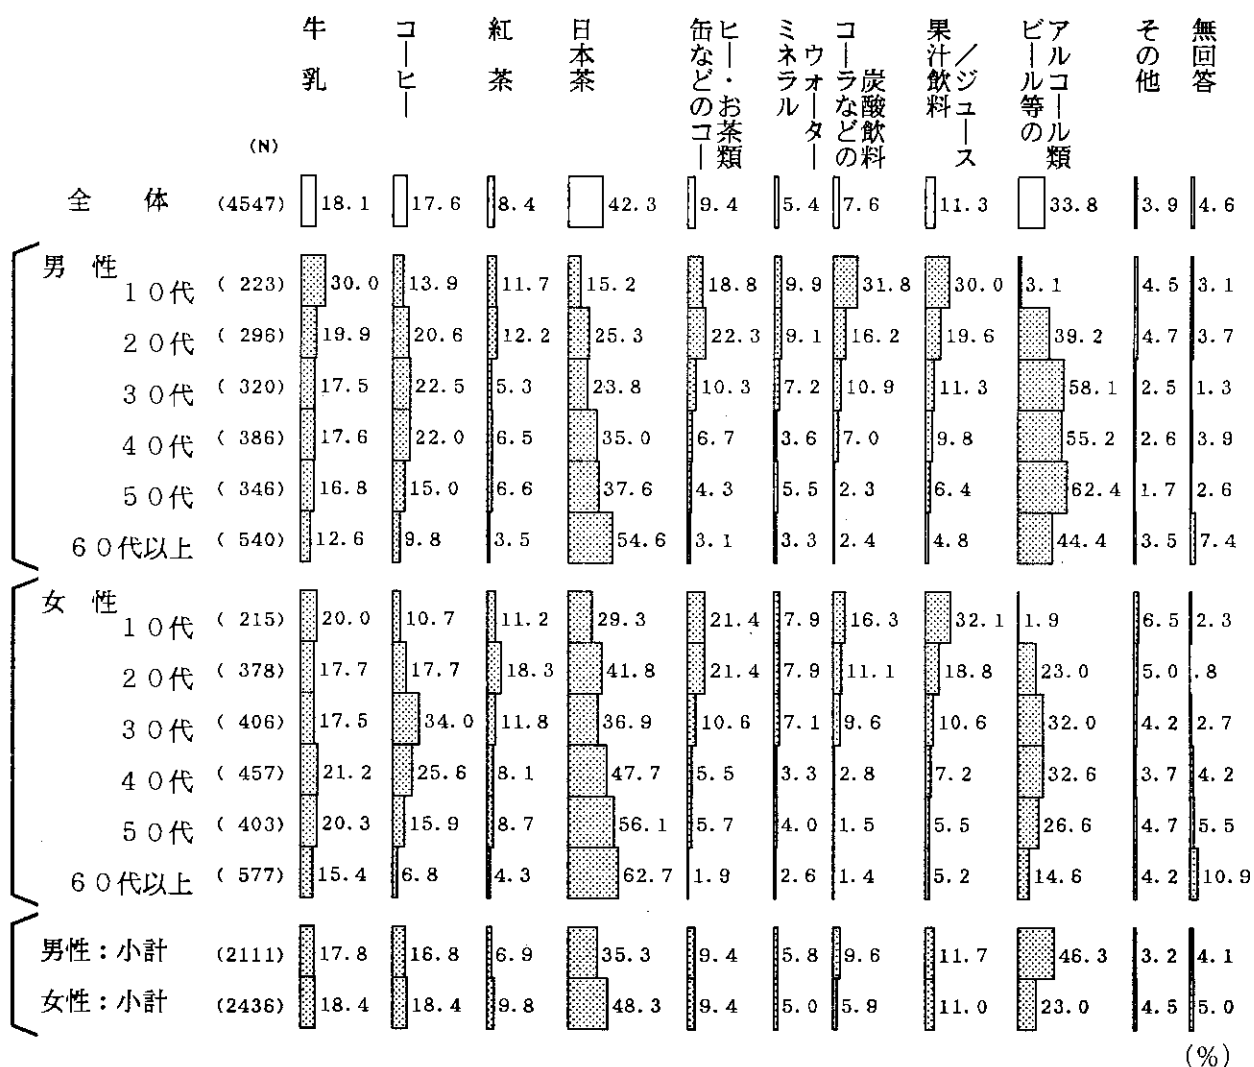 牛乳
コーヒー
紅茶
日本茶
缶などのコーヒー・お茶類
ミネラルウォーター
コーラなどの炭酸飲料
果汁飲料／ジュース
ビール等のアルコール類
その他
無回答
(N)
全体 (4547) 18.1 17.6 8.4 42.3 9.4 5.4 7.6 11.3 33.8 3.9 4.6
男性
10代 ( 223) 30.0 13.9 11.7 15.2 18.8 9.9 31.8 30.0 3.1 4.5 3.1
20代 ( 296) 19.9 20.6 12.2 25.3 22.3 9.1 16.2 19.6 39.2 4.7 3.7
30代 ( 320) 17.5 22.5 5.3 23.8 10.3 7.2 10.9 11.3 58.1 2.5 1.3
40代 ( 386) 17.6 22.0 6.5 35.0 6.7 3.6 7.0 9.8 55.2 2.6 3.9
50代 ( 346) 16.8 15.0 6.6 37.6 4.3 5.5 2.3 6.4 62.4 1.7 2.6
60代以上 ( 540) 12.6 9.8 3.5 54.6 3.1 3.3 2.4 4.8 44.4 3.5 7.4
女性
10代 ( 215) 20.0 10.7 11.2 29.3 21.4 7.9 16.3 32.1 1.9 6.5 2.3
20代 ( 378) 17.7 17.7 18.3 41.8 21.4 7.9 11.1 18.8 23.0 5.0 .8
30代 ( 406) 17.5 34.0 11.8 36.9 10.6 7.1 9.6 10.6 32.0 4.2 2.7
40代 ( 457) 21.2 25.6 8.1 47.7 5.5 3.3 2.8 7.2 32.6 3.7 4.2
50代 ( 403) 20.3 15.9 8.7 56.1 5.7 4.0 1.5 5.5 26.6 4.7 5.5
60代以上 ( 577) 15.4 6.8 4.3 62.7 1.9 2.6 1.4 5.2 14.6 4.2 10.9
男性：小計 (2111) 17.8 16.8 6.9 35.3 9.4 5.8 9.6 11.7 46.3 3.2 4.1
女性：小計 (2436) 18.4 18.4 9.8 48.3 9.4 5.0 5.9 11.0 23.0 4.5 5.0
(%)